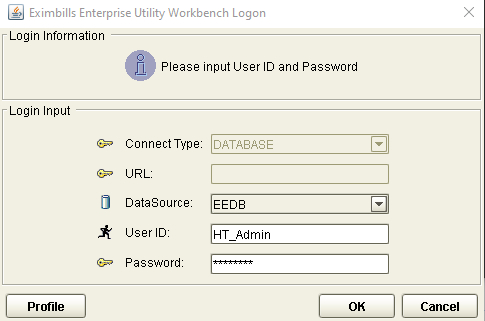 Eximbills Enterprise Utility Workbench Logon
Login Information
Please input User ID and Password
Login Input
Connect Type: DATABASE
URL:
DataSource: EEDB
User ID: HT_Admin
Password: ********
Profile OK Cancel